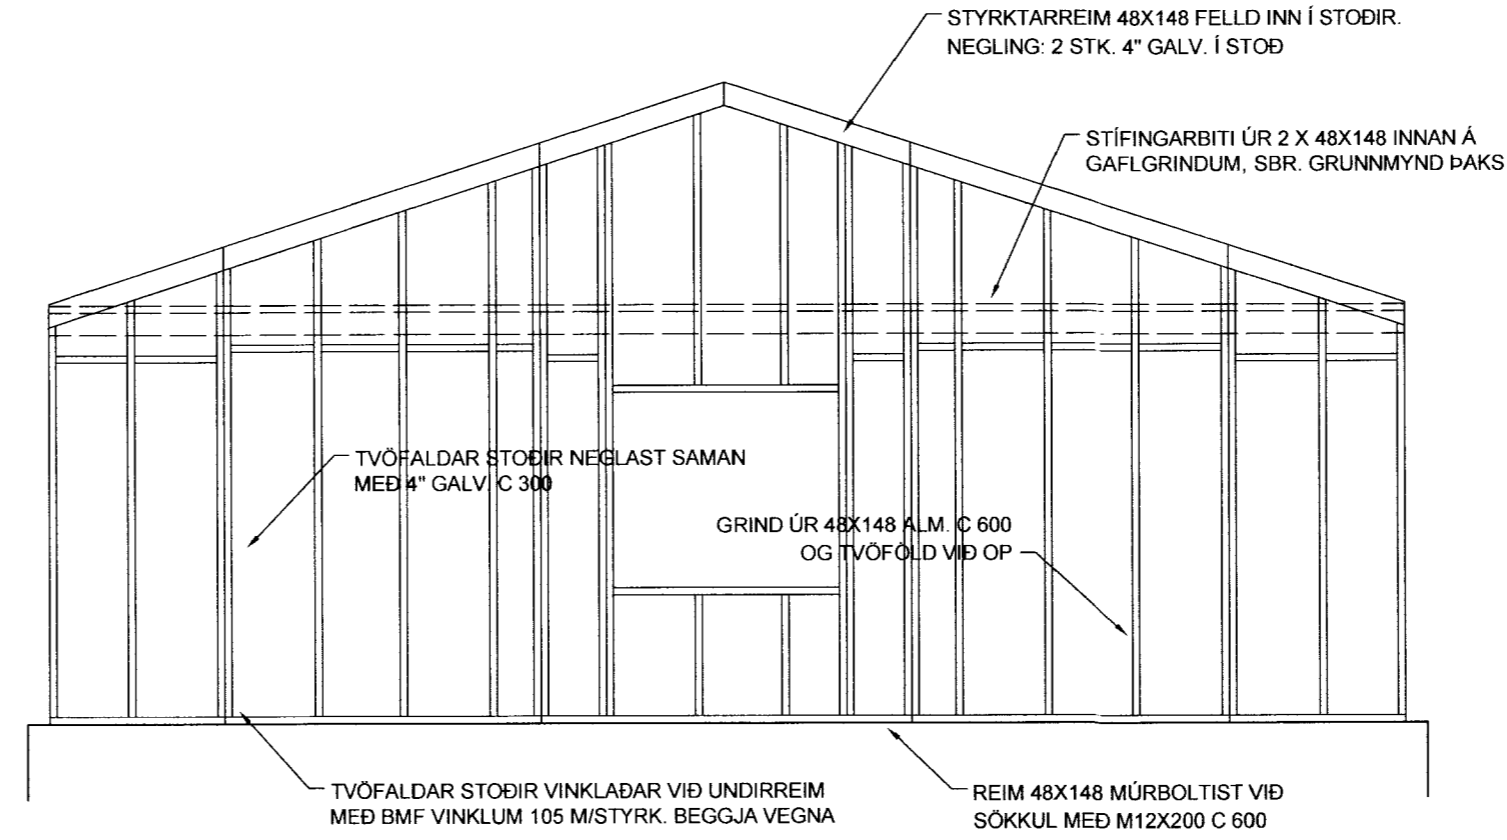 STYRKTARREIM 48X148 FELLD INN Í STOÐIR.
NEGLING: 2 STK. 4" GALV. Í STOÐ
STÍFINGARBITI ÚR 2 X 48X148 INNAN Á
GAFLGRINDUM, SBR. GRUNNMYND ÞAKS
TVÖFALDAR STOÐIR NEGLAST SAMAN
MEÐ 4" GALV. C 300
GRIND ÚR 48X148 ALM. C 600
OG TVÖFÖLD VIÐ OP
TVÖFALDAR STOÐIR VINKLAÐAR VIÐ UNDIRREIM
MEÐ BMF VINKLUM 105 M/STYRK. BEGGJA VEGNA
REIM 48X148 MÚRBOLTIST VIÐ
SÖKKUL MEÐ M12X200 C 600